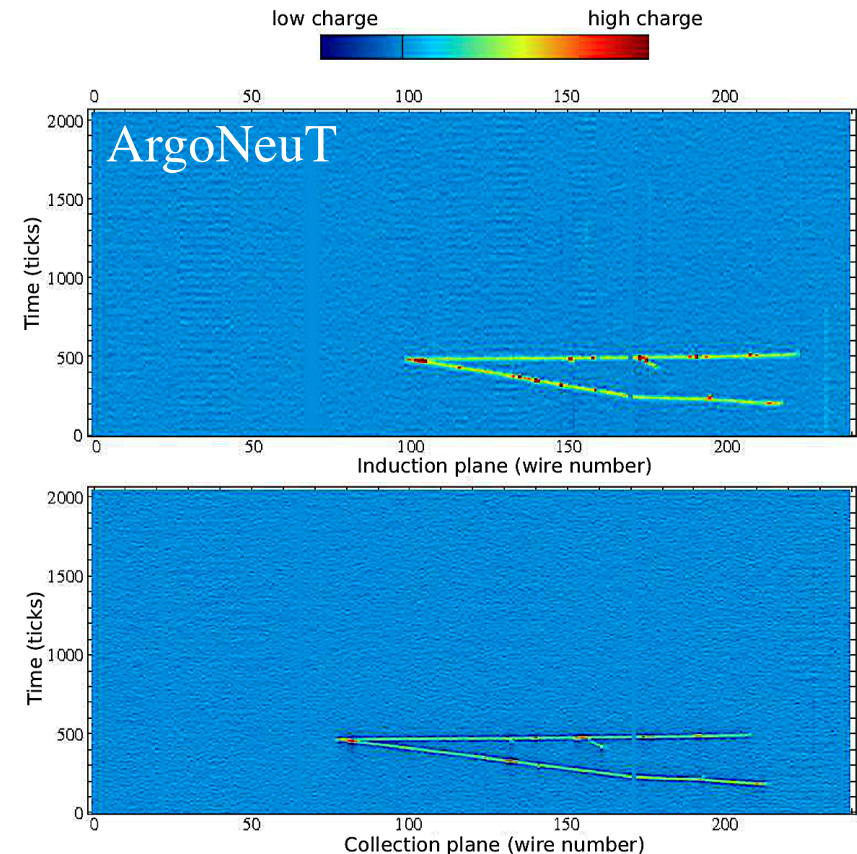 low charge high charge
0 50 100 150 200
2000
ArgoNeuT
1500
Time (ticks)
1000
500
0
0 50 100 150 200
Induction plane (wire number)
2000
1500
Time (ticks)
1000
500
0
0 50 100 150 200
Collection plane (wire number)